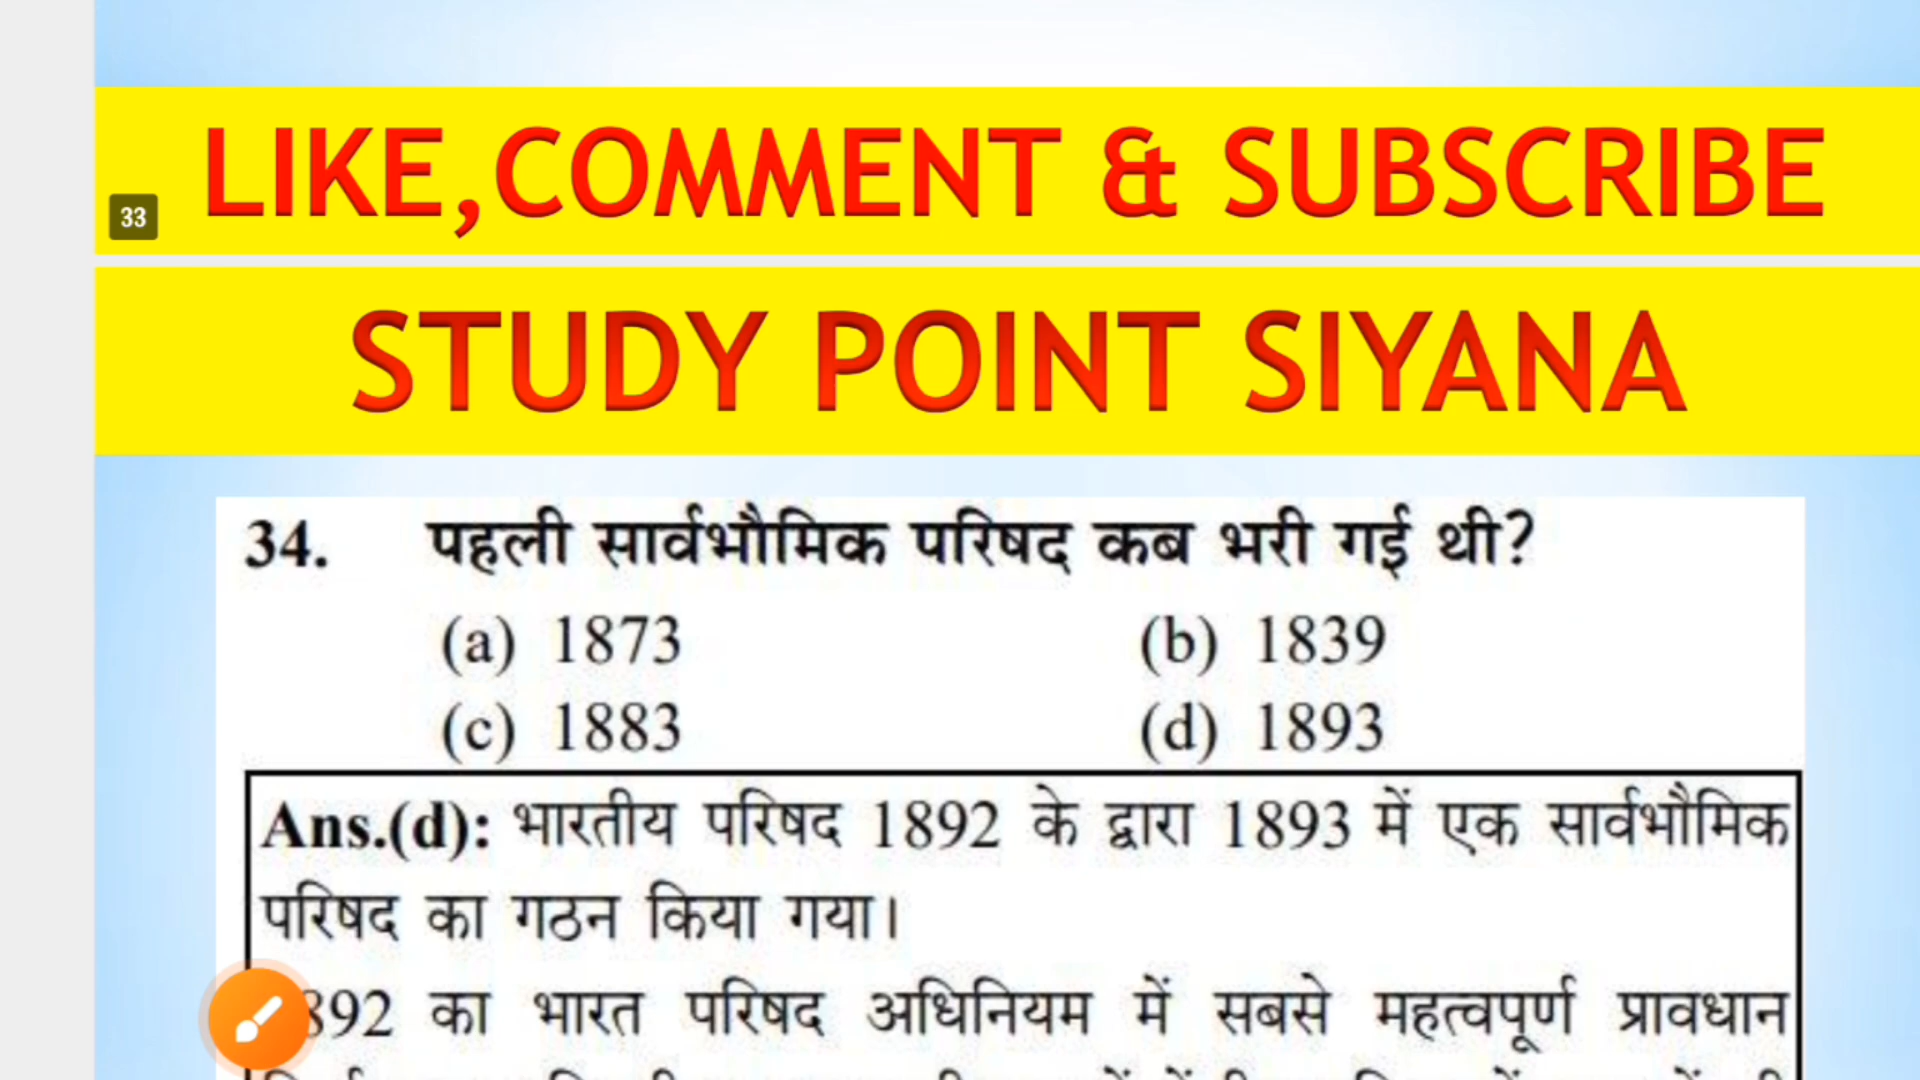 LIKE,COMMENT & SUBSCRIBE
33
STUDY POINT SIYANA
34. पहली सार्वभौमिक परिषद कब भरी गई थी?
(a) 1873 (b) 1839
(c) 1883 (d) 1893
Ans.(d): भारतीय परिषद 1892 के द्वारा 1893 में एक सार्वभौमिक
परिषद का गठन किया गया।
892 का भारत परिषद अधिनियम में सबसे महत्वपूर्ण प्रावधान